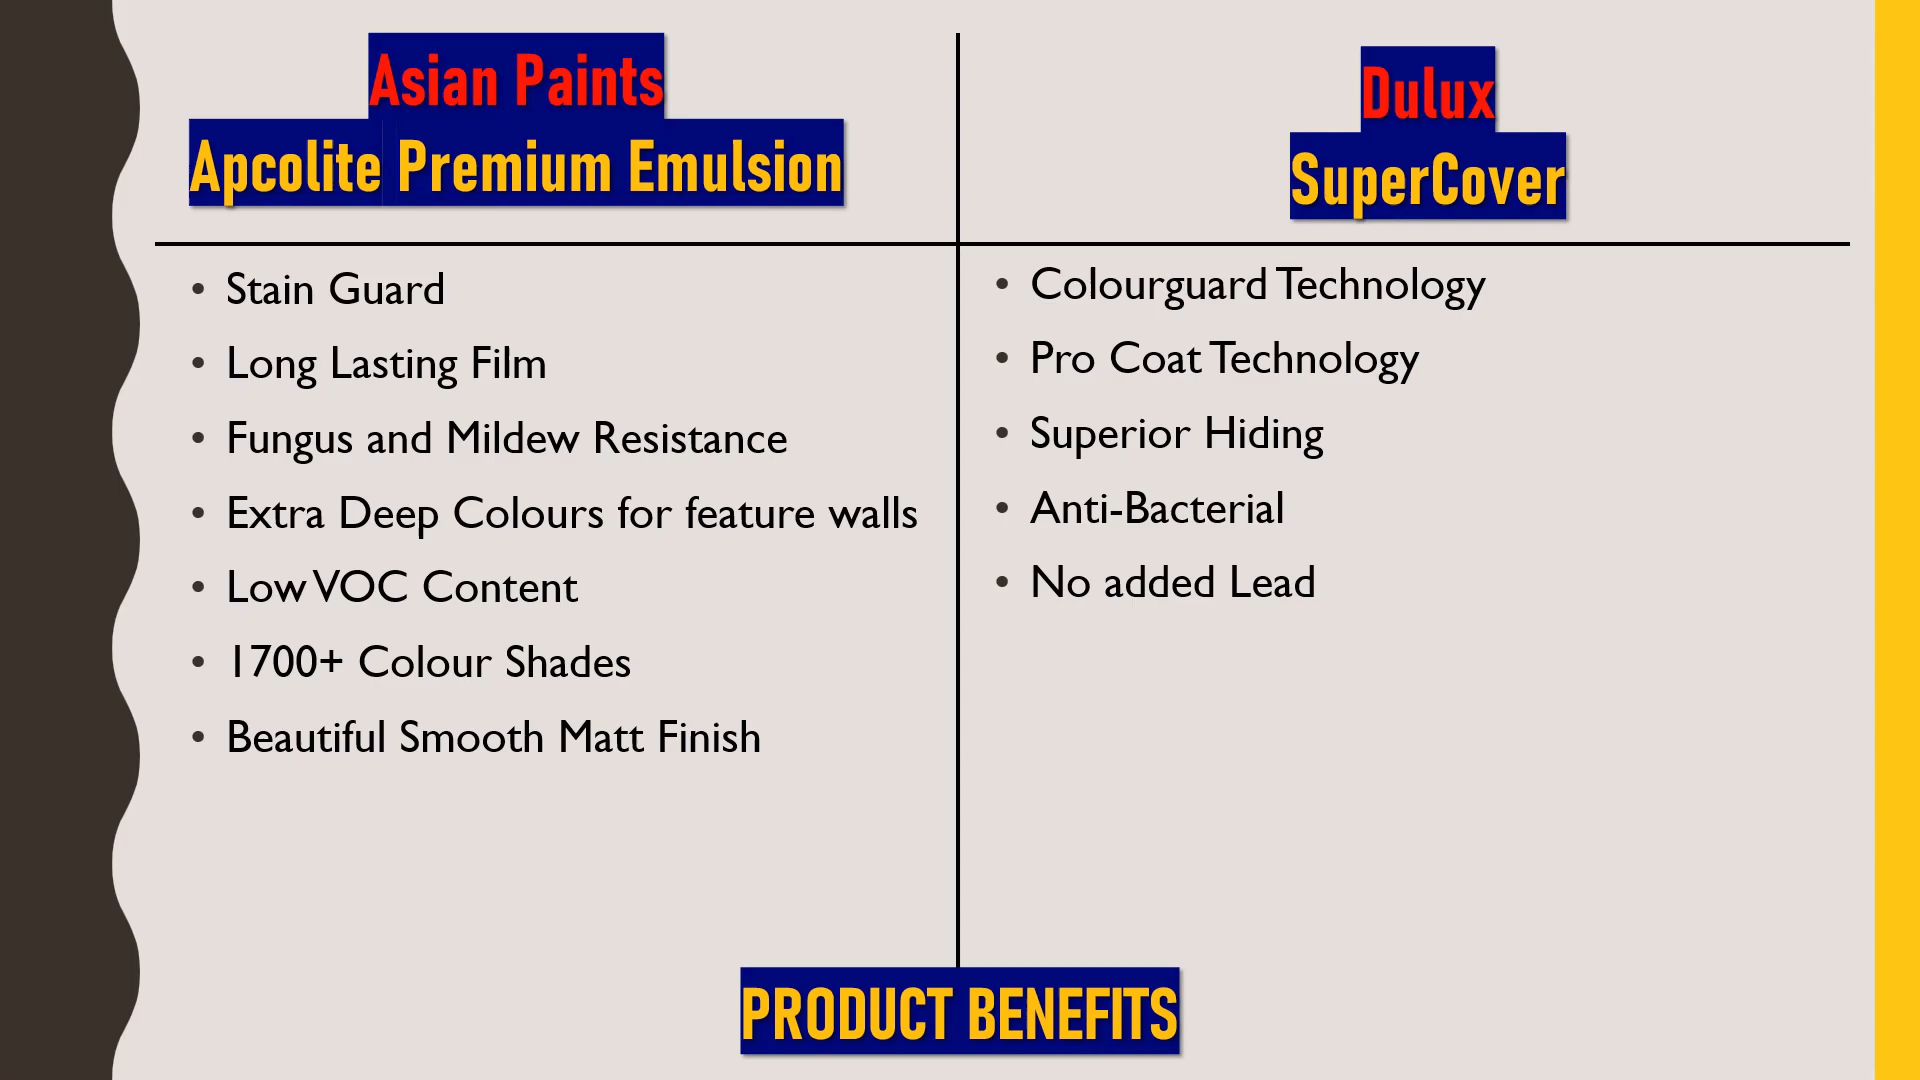 Asian Paints
Apcolite Premium Emulsion
• Stain Guard
• Long Lasting Film
• Fungus and Mildew Resistance
• Extra Deep Colours for feature walls
• Low VOC Content
• 1700+ Colour Shades
• Beautiful Smooth Matt Finish
Dulux
SuperCover
• Colourguard Technology
• Pro Coat Technology
• Superior Hiding
• Anti-Bacterial
• No added Lead
PRODUCT BENEFITS